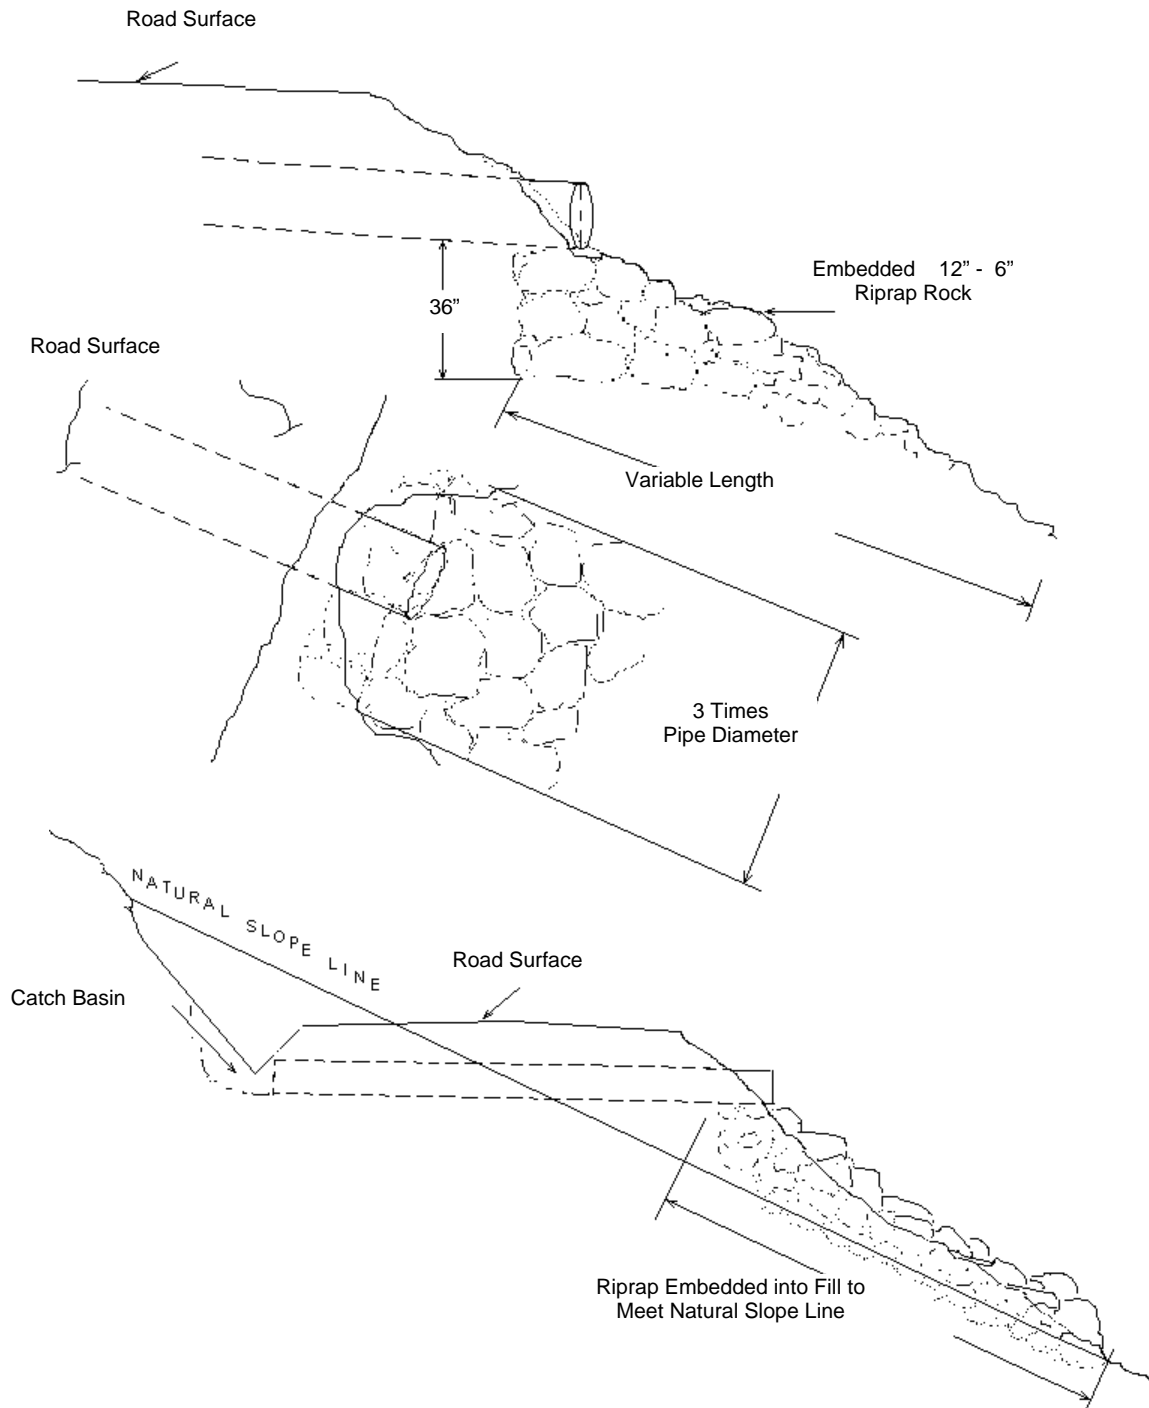 Road Surface
Embedded 12” - 6”
Riprap Rock
36”
Road Surface
Variable Length
3 Times
Pipe Diameter
NATURAL SLOPE LINE
Road Surface
Catch Basin
Riprap Embedded into Fill to
Meet Natural Slope Line